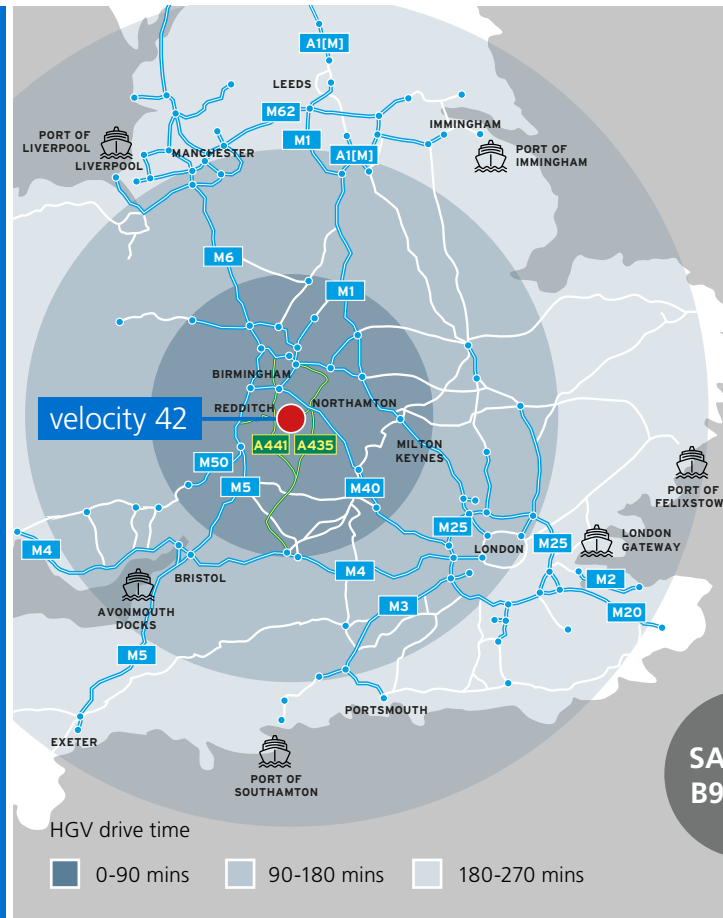 A1[M]
LEEDS
M62
IMMINGHAM
PORT OF
LIVERPOOL
M1
MANCHESTER
A1[M]
PORT OF
IMMINGHAM
LIVERPOOL
M6
M1
BIRMINGHAM
REDDITCH
NORTHAMTON
velocity 42
A441
A435
MILTON
KEYNES
M50
M5
M40
PORT OF
FELIXSTOW
M25
M4
LONDON
M25
LONDON
GATEWAY
BRISTOL
M4
M2
AVONMOUTH
DOCKS
M3
M20
M5
PORTSMOUTH
EXETER
PORT OF
SOUTHAMTON
SA
B9
HGV drive time
0-90 mins
90-180 mins
180-270 mins